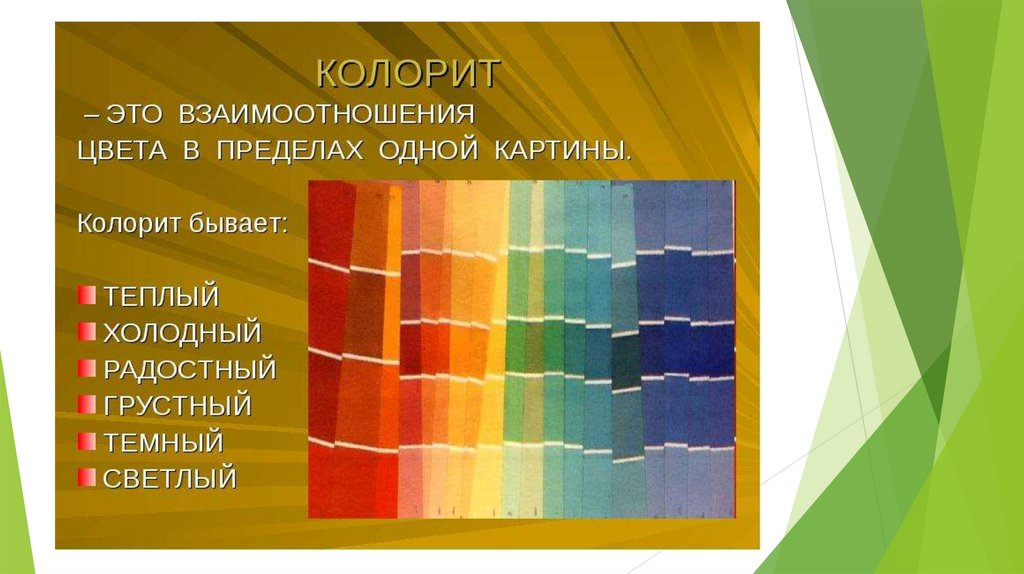 КОЛОРИТ
– ЭТО ВЗАИМООТНОШЕНИЯ
ЦВЕТА В ПРЕДЕЛАХ ОДНОЙ КАРТИНЫ.
Колорит бывает:
ТЕПЛЫЙ
ХОЛОДНЫЙ
РАДОСТНЫЙ
ГРУСТНЫЙ
ТЕМНЫЙ
СВЕТЛЫЙ